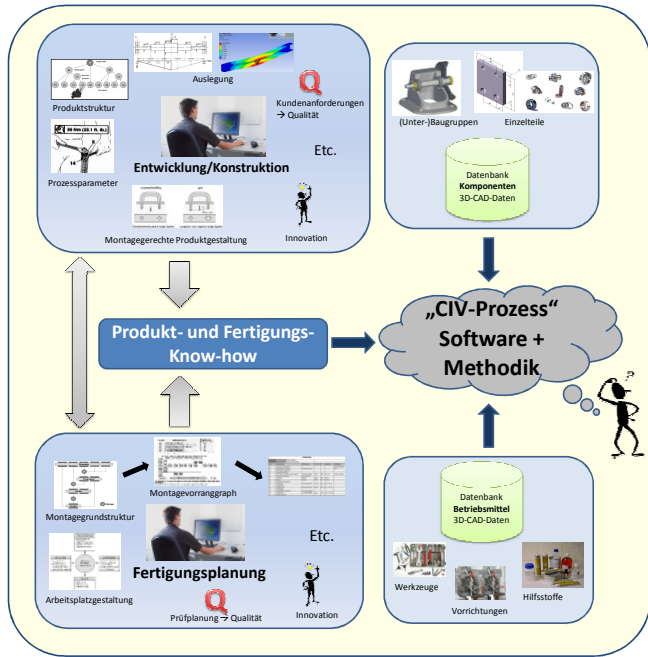 Auslegung
Produktstruktur
Q
Kundenanforderungen
→ Qualität
Prozessparameter
Entwicklung/Konstruktion
Etc.
Montagegerechte Produktgestaltung
Innovation
(Unter-)Baugruppen
Einzelteile
Datenbank
Komponenten
3D-CAD-Daten
Produkt- und Fertigungs-
Know-how
„CIV-Prozess“
Software +
Methodik
?
Montagegrundstruktur
Montagevorranggraph
Etc.
Fertigungsplanung
Arbeitsplatzgestaltung
Q
Prüfplanung → Qualität
Innovation
Datenbank
Betriebsmittel
3D-CAD-Daten
Werkzeuge
Vorrichtungen
Hilfsstoffe